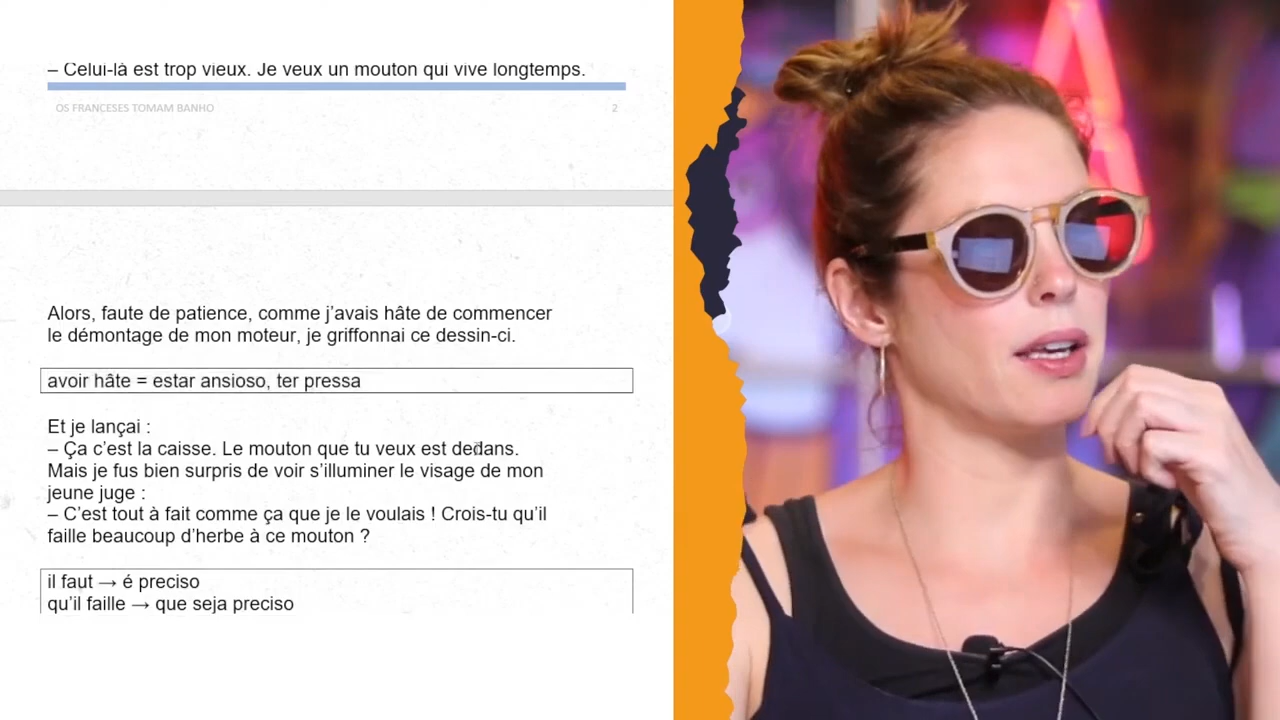 – Celui-là est trop vieux. Je veux un mouton qui vive longtemps.
OS FRANCESES TOMAM BANHO 2
Alors, faute de patience, comme j’avais hâte de commencer
le démontage de mon moteur, je griffonnai ce dessin-ci.
avoir hâte = estar ansioso, ter pressa
Et je lançai :
– Ça c’est la caisse. Le mouton que tu veux est dedans.
Mais je fus bien surpris de voir s’illuminer le visage de mon
jeune juge :
– C’est tout à fait comme ça que je le voulais ! Crois-tu qu’il
faille beaucoup d’herbe à ce mouton ?
il faut → é preciso
qu’il faille → que seja preciso